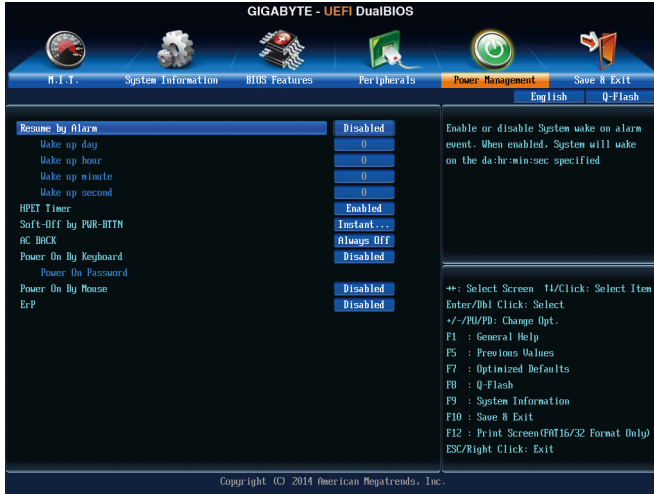 GIGABYTE - UEFI DualBIOS
M.I.T.
System Information
BIOS Features
Peripherals
Power Management
Save & Exit
English
Q-Flash
Resume by Alarm Disabled
Wake up day 0
Wake up hour 0
Wake up minute 0
Wake up second 0
HPET Timer Enabled
Soft-Off by PWR-BTTN Instant...
AC BACK Always Off
Power On By Keyboard Disabled
Power On Password
Power On By Mouse Disabled
ErP Disabled
Enable or disable System wake on alarm
event. When enabled, System will wake
on the da:hr:min:sec specified
→←: Select Screen ↑↓/Click: Select Item
Enter/Dbl Click: Select
+/-/PU/PD: Change Opt.
F1 : General Help
F5 : Previous Values
F7 : Optimized Defaults
F8 : Q-Flash
F9 : System Information
F10 : Save & Exit
F12 : Print Screen(FAT16/32 Format Only)
ESC/Right Click: Exit
Copyright (C) 2014 American Megatrends, Inc.